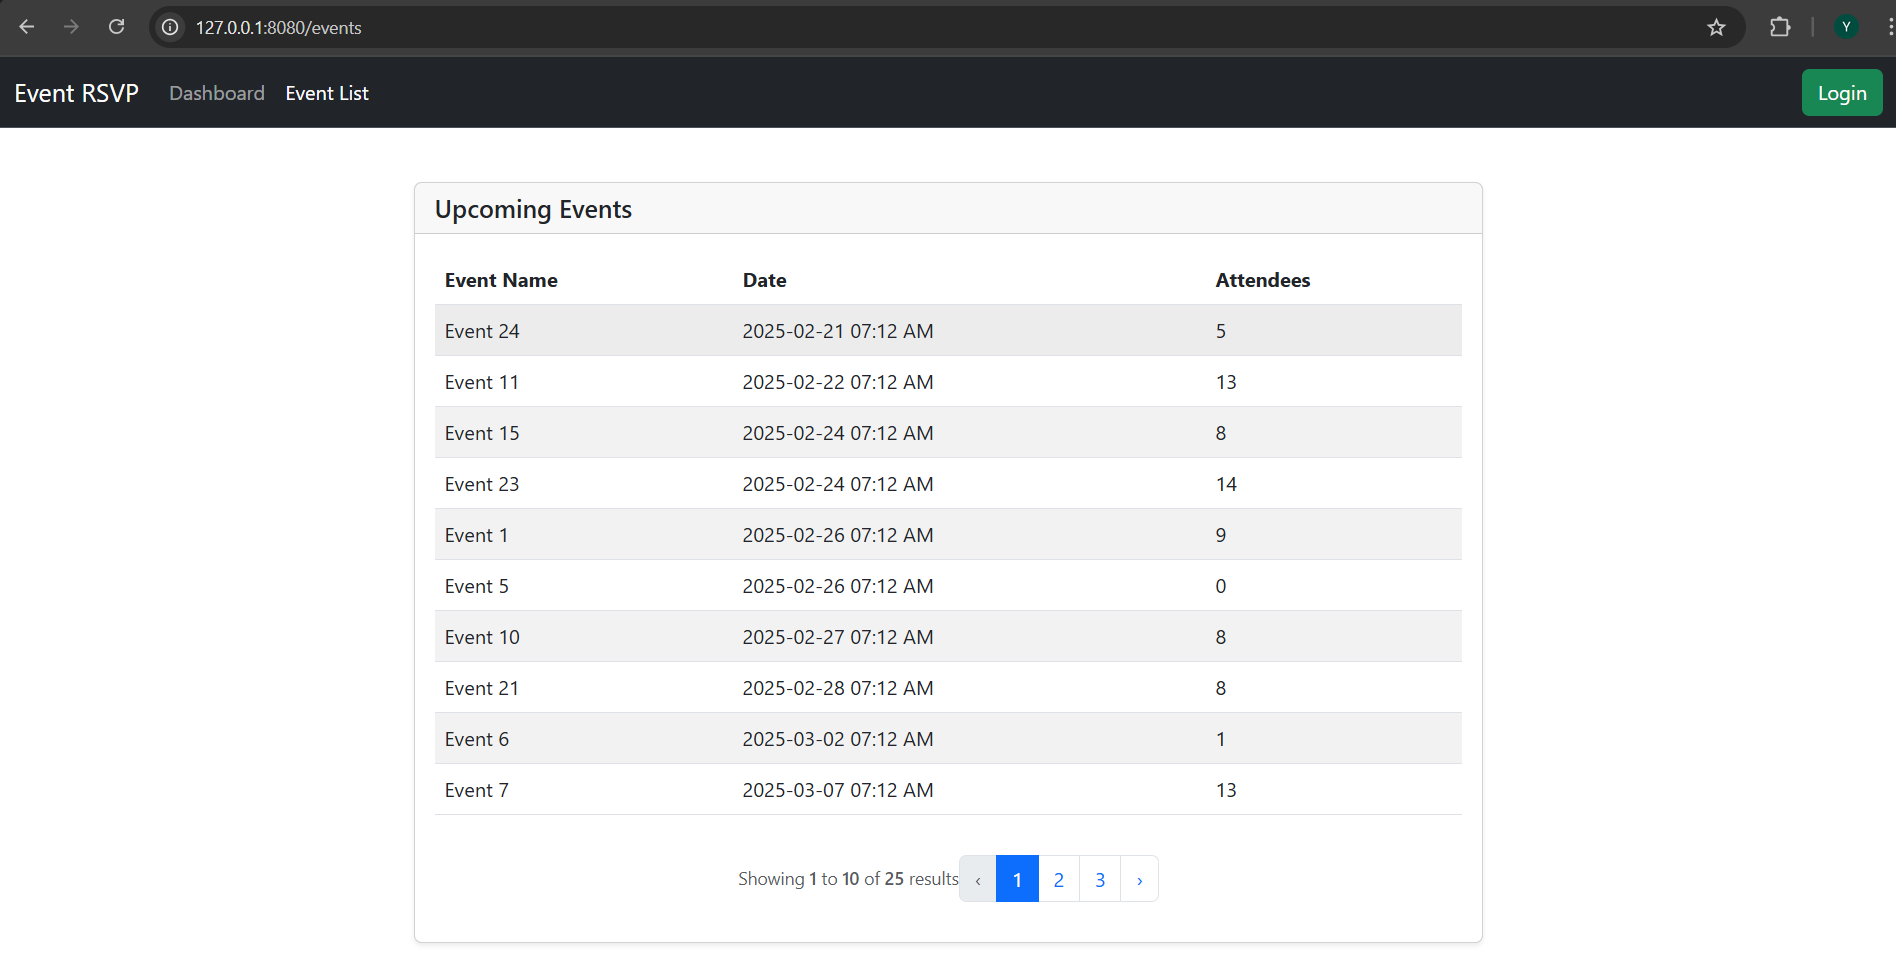 127.0.0.1:8080/events
Y
Event RSVP Dashboard Event List Login
Upcoming Events
Event Name Date Attendees
Event 24 2025-02-21 07:12 AM 5
Event 11 2025-02-22 07:12 AM 13
Event 15 2025-02-24 07:12 AM 8
Event 23 2025-02-24 07:12 AM 14
Event 1 2025-02-26 07:12 AM 9
Event 5 2025-02-26 07:12 AM 0
Event 10 2025-02-27 07:12 AM 8
Event 21 2025-02-28 07:12 AM 8
Event 6 2025-03-02 07:12 AM 1
Event 7 2025-03-07 07:12 AM 13
Showing 1 to 10 of 25 results ‹ 1 2 3 ›